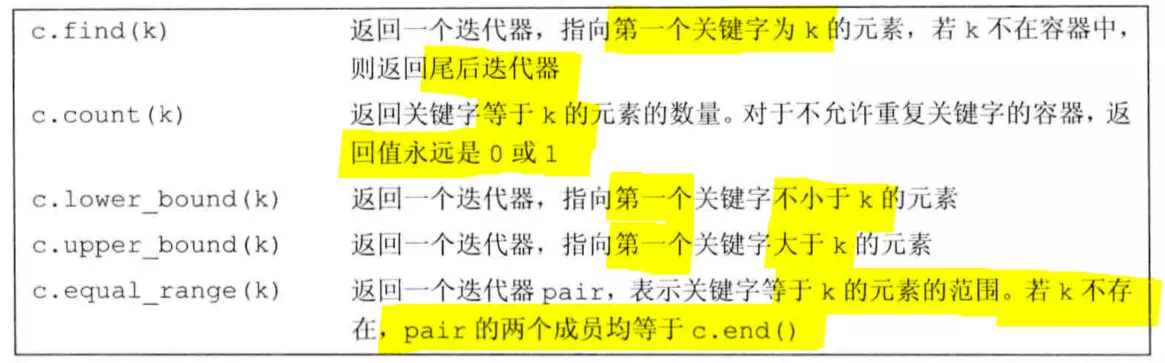 c.find(k) 返回一个迭代器，指向第一个关键字为 k 的元素，若 k 不在容器中，
则返回尾后迭代器
c.count(k) 返回关键字等于 k 的元素的数量。对于不允许重复关键字的容器，返
回值永远是 0 或 1
c.lower_bound(k) 返回一个迭代器，指向第一个关键字不小于 k 的元素
c.upper_bound(k) 返回一个迭代器，指向第一个关键字大于 k 的元素
c.equal_range(k) 返回一个迭代器 pair，表示关键字等于 k 的元素的范围。若 k 不存
在，pair 的两个成员均等于 c.end()